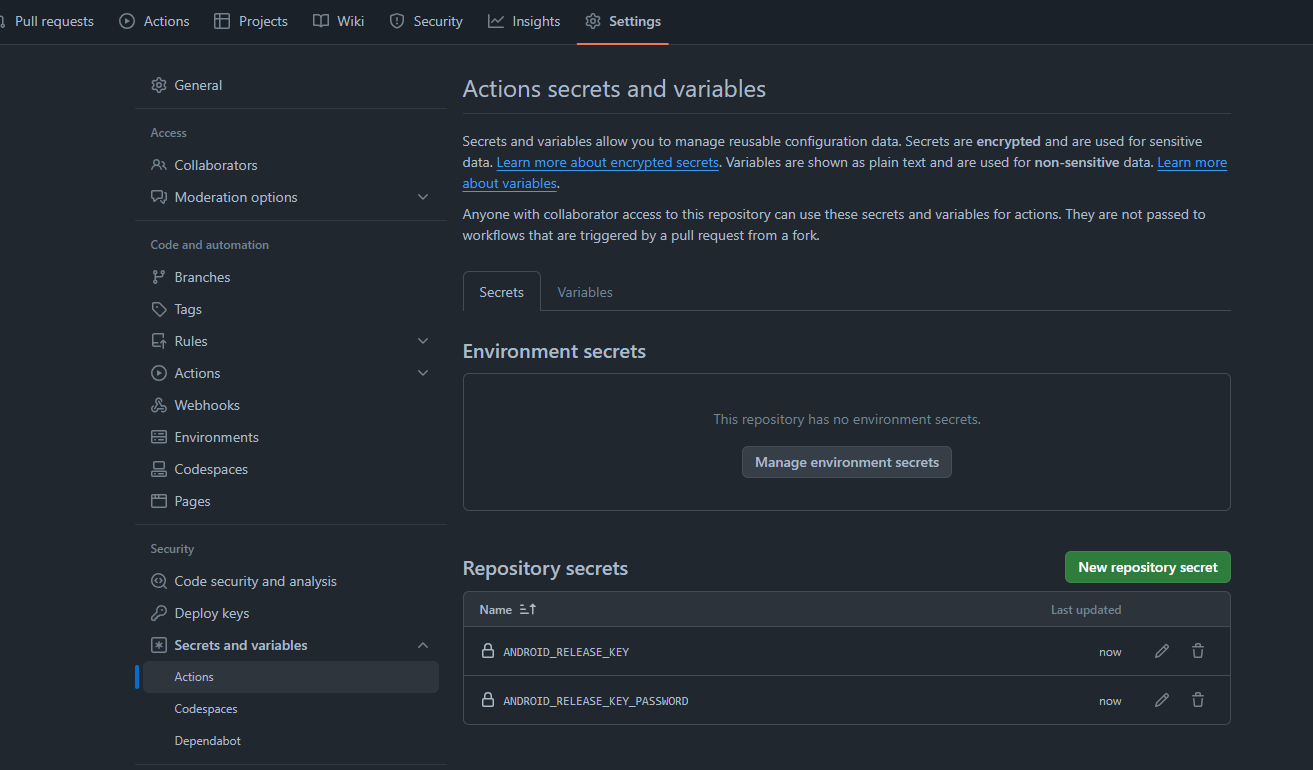 Pull requests Actions Projects Wiki Security Insights Settings
General
Access
Collaborators
Moderation options
Code and automation
Branches
Tags
Rules
Actions
Webhooks
Environments
Codespaces
Pages
Security
Code security and analysis
Deploy keys
Secrets and variables
Actions
Codespaces
Dependabot
Actions secrets and variables
Secrets and variables allow you to manage reusable configuration data. Secrets are encrypted and are used for sensitive
data. Learn more about encrypted secrets. Variables are shown as plain text and are used for non-sensitive data. Learn more
about variables.
Anyone with collaborator access to this repository can use these secrets and variables for actions. They are not passed to
workflows that are triggered by a pull request from a fork.
Secrets Variables
Environment secrets
This repository has no environment secrets.
Manage environment secrets
Repository secrets New repository secret
Name Last updated
ANDROID_RELEASE_KEY now
ANDROID_RELEASE_KEY_PASSWORD now